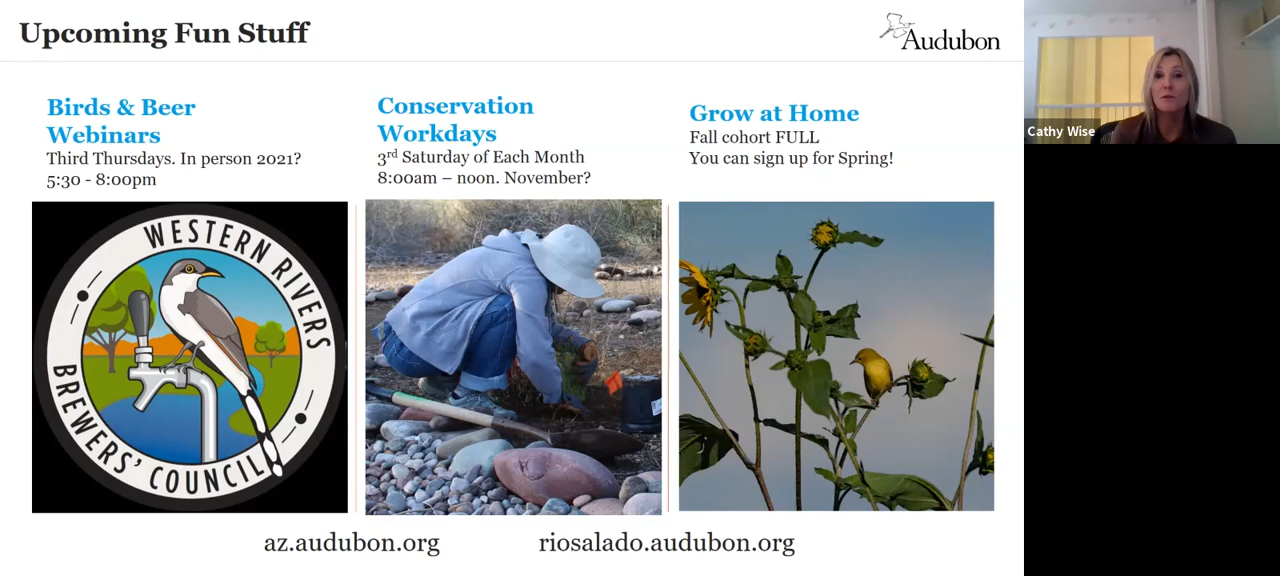 Upcoming Fun Stuff
Audubon
Cathy Wise
Birds & Beer
Webinars
Third Thursdays. In person 2021?
5:30 - 8:00pm
Conservation
Workdays
3rd Saturday of Each Month
8:00am – noon. November?
Grow at Home
Fall cohort FULL
You can sign up for Spring!
WESTERN RIVERS
BREWERS' COUNCIL
az.audubon.org
riosalado.audubon.org